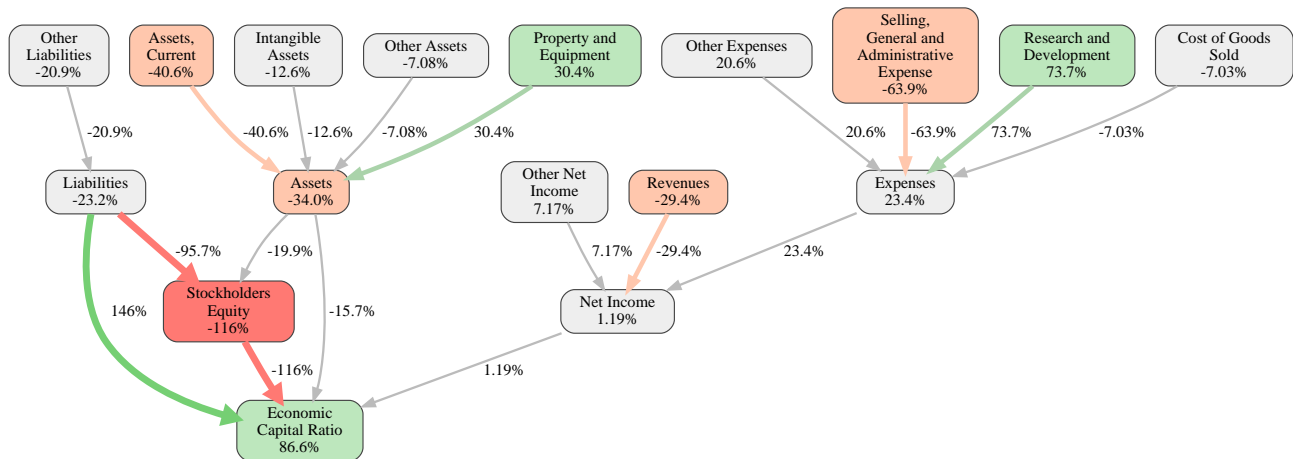 Other
Liabilities
-20.9%
Assets,
Current
-40.6%
Intangible
Assets
-12.6%
Other Assets
-7.08%
Property and
Equipment
30.4%
Other Expenses
20.6%
Selling,
General and
Administrative
Expense
-63.9%
Research and
Development
73.7%
Cost of Goods
Sold
-7.03%
-20.9%
-40.6%
-12.6%
-7.08%
30.4%
20.6%
-63.9%
73.7%
-7.03%
Liabilities
-23.2%
Assets
-34.0%
Other Net
Income
7.17%
Revenues
-29.4%
Expenses
23.4%
-95.7%
-19.9%
7.17%
-29.4%
23.4%
146%
Stockholders
Equity
-116%
-15.7%
Net Income
1.19%
-116%
1.19%
Economic
Capital Ratio
86.6%